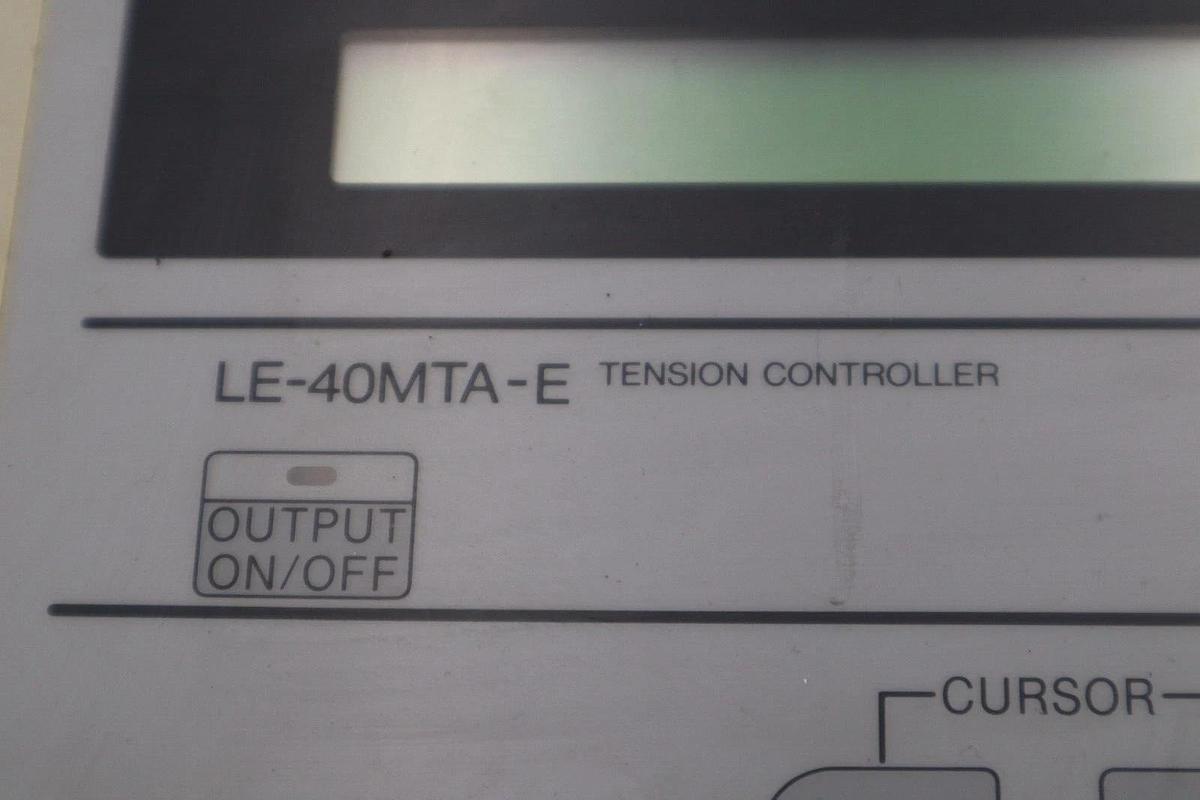 LE-40MTA-E TENSION CONTROLLER
OUTPUT
ON/OFF
CURSOR